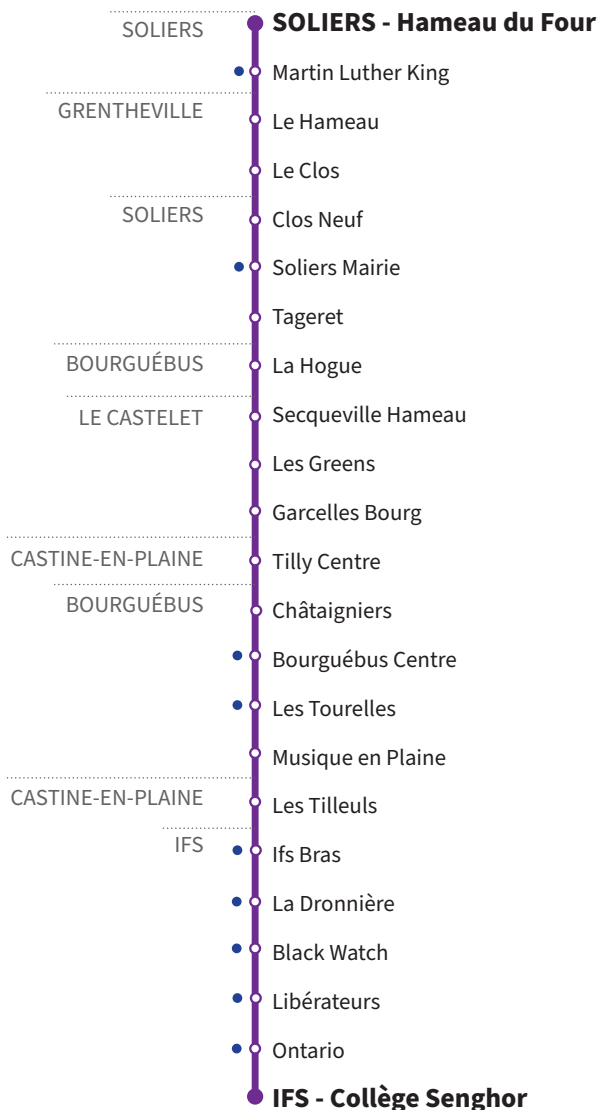 SOLIERS
SOLIERS - Hameau du Four
Martin Luther King
GRENTHEVILLE
Le Hameau
Le Clos
SOLIERS
Clos Neuf
Soliers Mairie
Tageret
BOURGUÉBUS
La Hogue
LE CASTELET
Secqueville Hameau
Les Greens
Garcelles Bourg
CASTINE-EN-PLAINE
Tilly Centre
BOURGUÉBUS
Châtaigniers
Bourguébus Centre
Les Tourelles
Musique en Plaine
CASTINE-EN-PLAINE
Les Tilleuls
IFS
Ifs Bras
La Dronnière
Black Watch
Libérateurs
Ontario
IFS - Collège Senghor